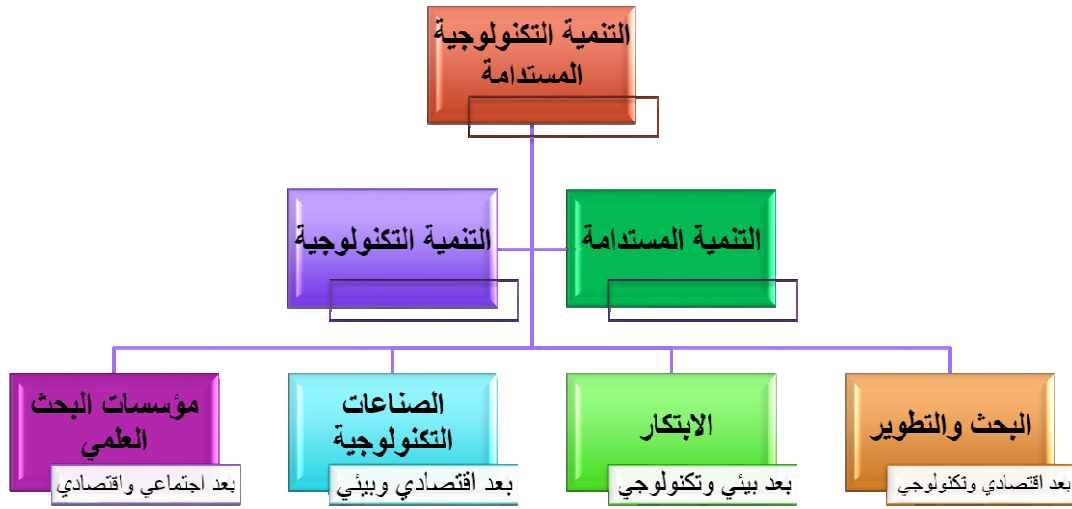 التنمية التكنولوجية
المستدامة
التنمية المستدامة
التنمية التكنولوجية
البحث والتطوير
بعد اقتصادي وتكنولوجي
الابتكار
بعد بيئي وتكنولوجي
الصناعات
التكنولوجية
بعد اقتصادي وبيئي
مؤسسات البحث
العلمي
بعد اجتماعي واقتصادي